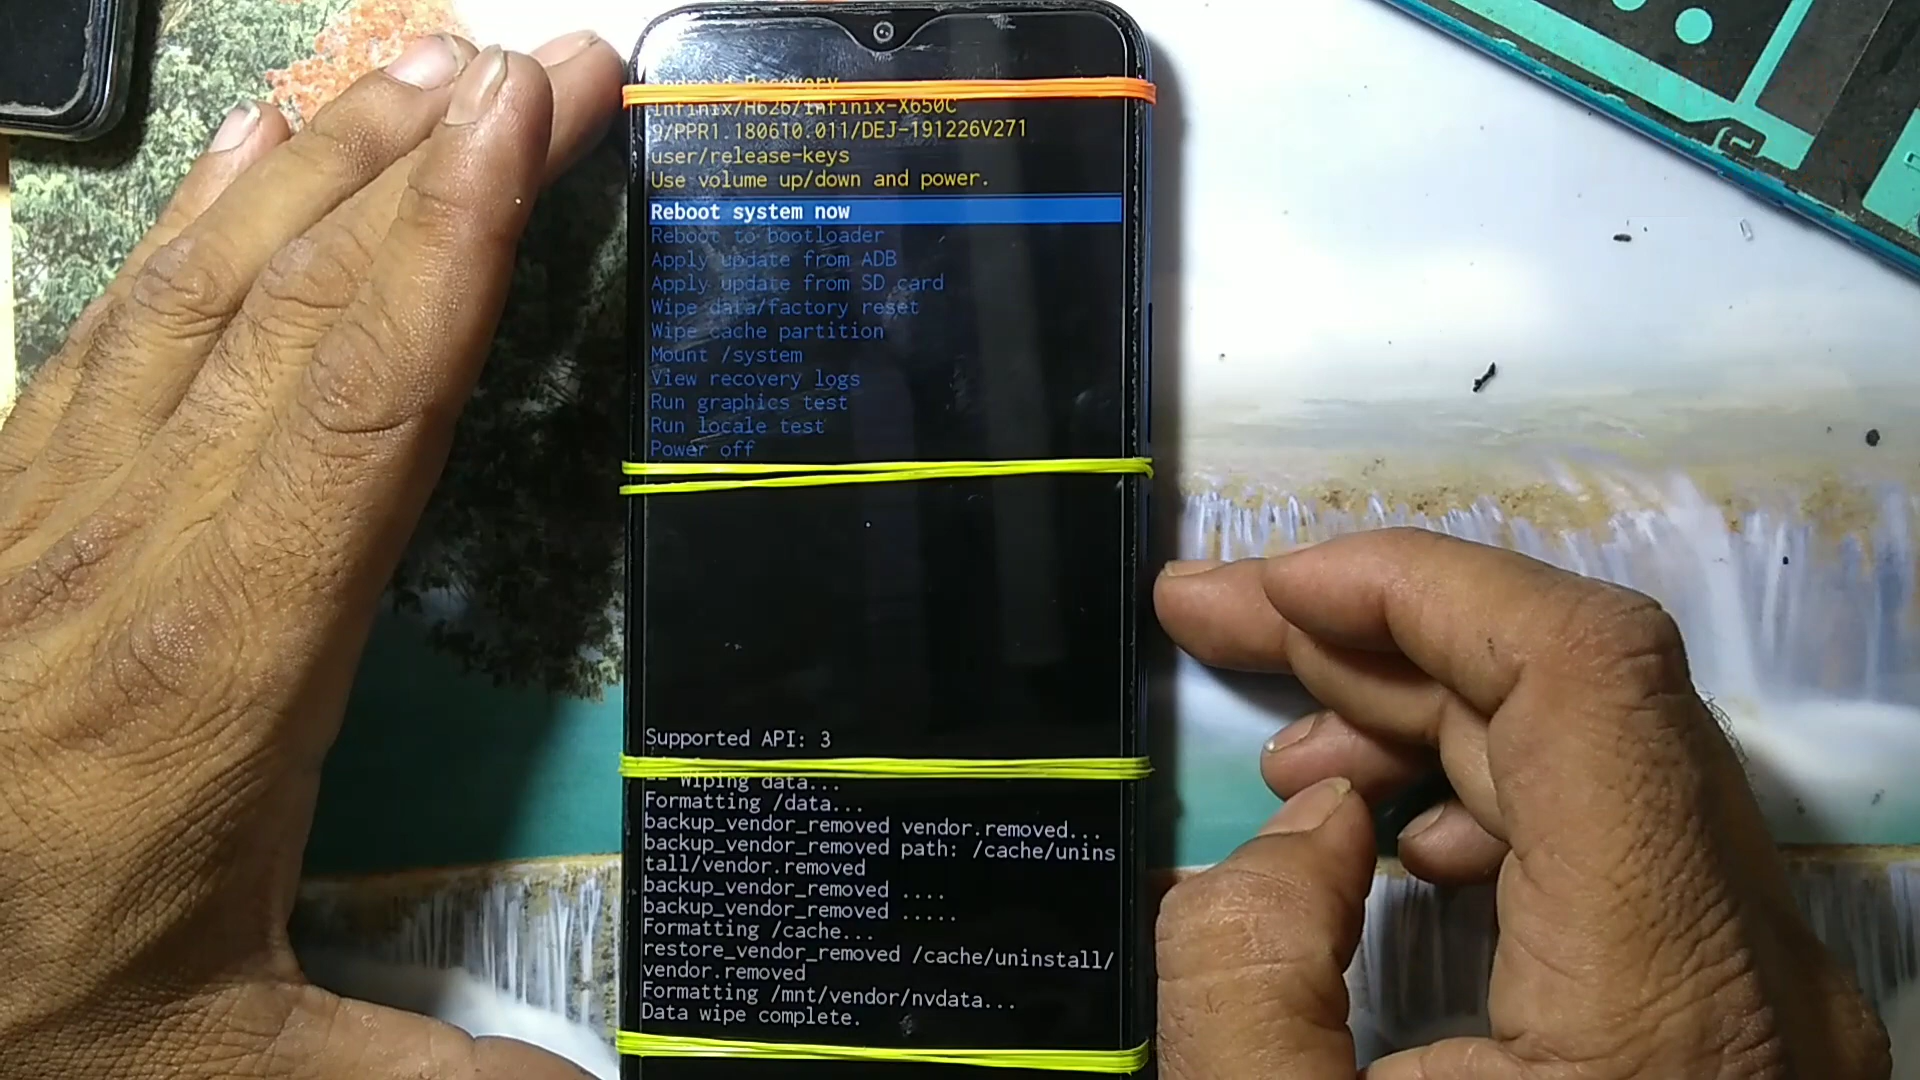 Android Recovery
Infinix/H626/Infinix-X650C
9/PPR1.180610.011/DEJ-191226V271
user/release-keys
Use volume up/down and power.
Reboot system now
Reboot to bootloader
Apply update from ADB
Apply update from SD card
Wipe data/factory reset
Wipe cache partition
Mount /system
View recovery logs
Run graphics test
Run locale test
Power off
Supported API: 3
-- Wiping data...
Formatting /data...
backup_vendor_removed vendor.removed...
backup_vendor_removed path: /cache/unins
tall/vendor.removed
backup_vendor_removed ....
backup_vendor_removed .....
Formatting /cache...
restore_vendor_removed /cache/uninstall/
vendor.removed
Formatting /mnt/vendor/nvdata...
Data wipe complete.